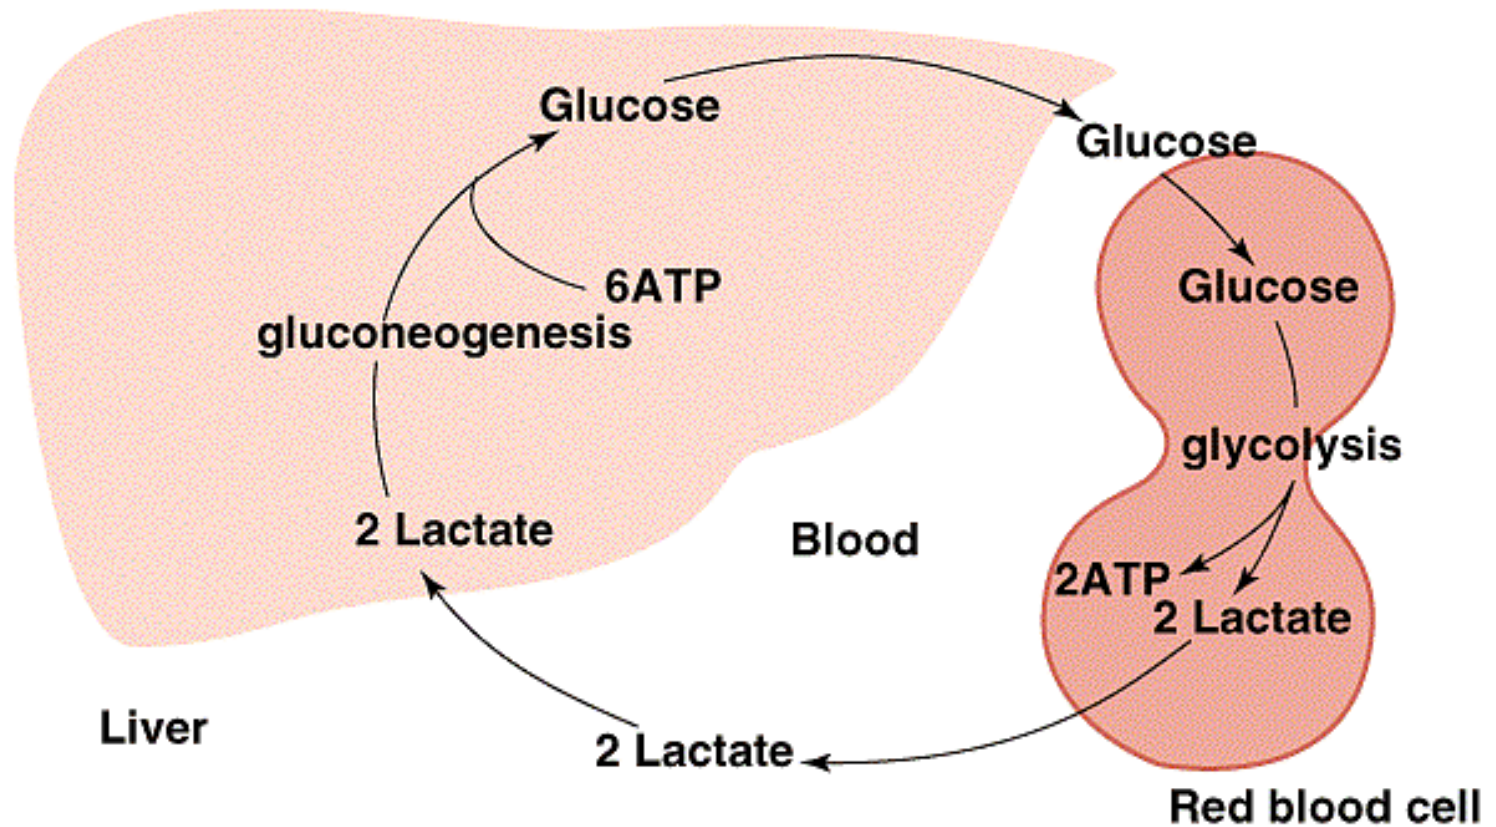 Glucose
Glucose
6ATP
Glucose
gluconeogenesis
glycolysis
2 Lactate
Blood
2ATP
2 Lactate
Liver
2 Lactate
Red blood cell